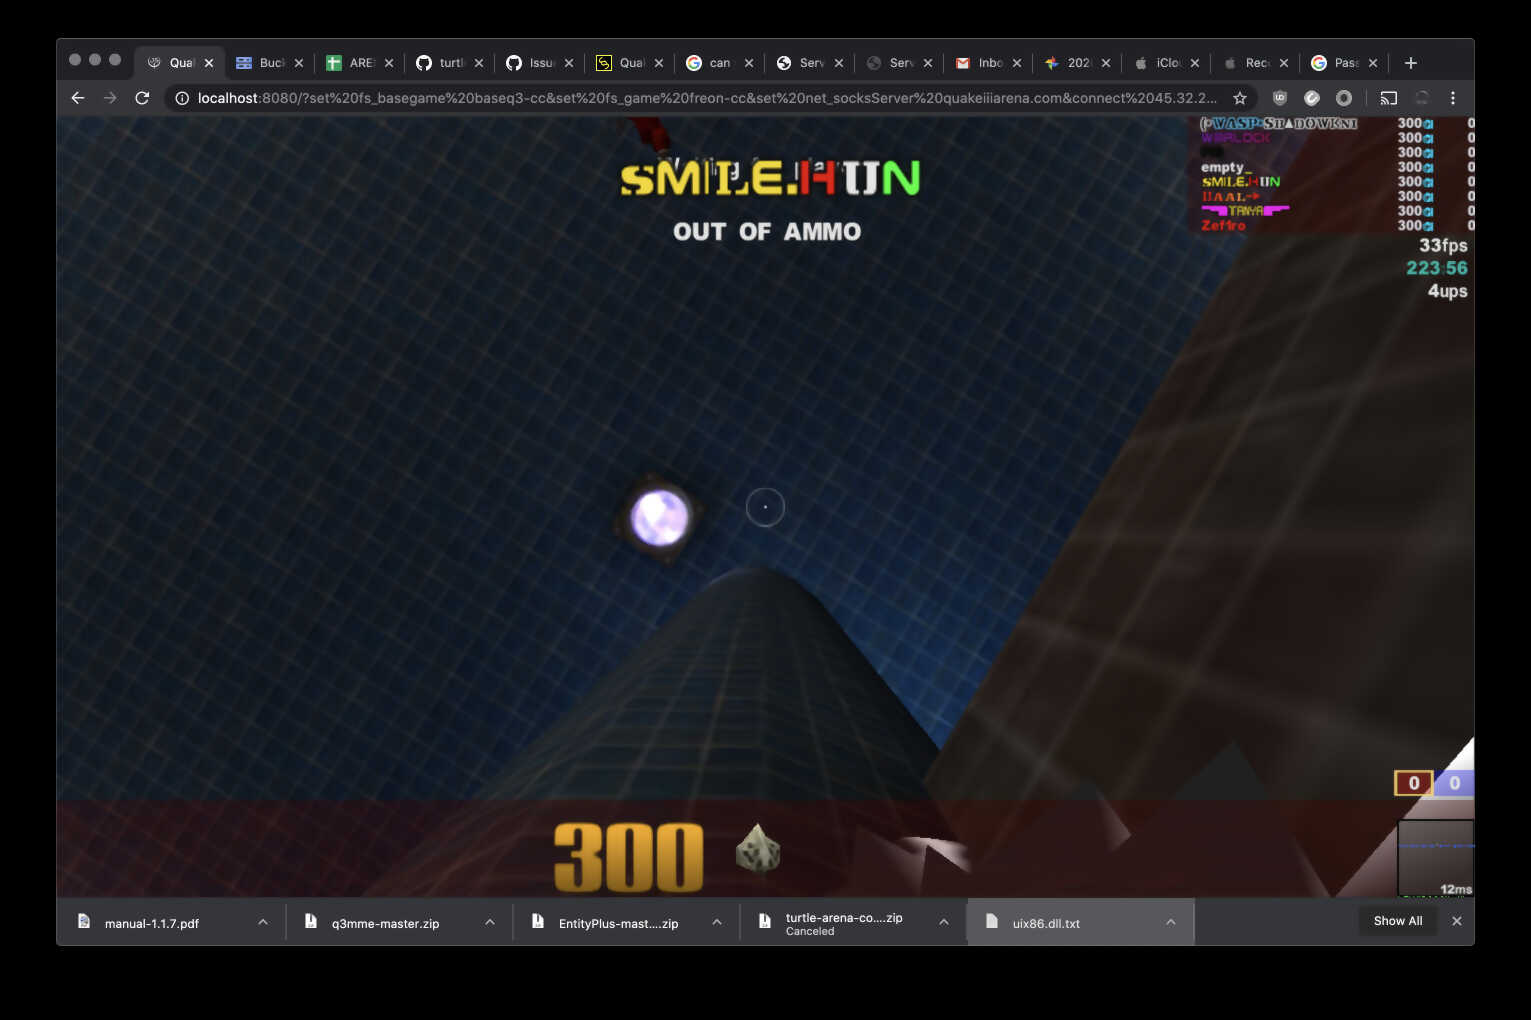 Qua
Buck
ARE
turtl
Issu
Qua
can
Serv
Serv
Inbo
202
iClou
Rec
Pass
localhost:8080/?set%20fs_basegame%20baseq3-cc&set%20fs_game%20freon-cc&set%20net_socksServer%20quakeiiiarena.com&connect%2045.32.2...
sMILE.HUN
OUT OF AMMO
WASP SHADOWKNI 300 0
WARLOCK 300 0
300 0
empty_ 300 0
sMILE.HUN 300 0
BAAL 300 0
TANYA 300 0
Zef1ro 300 0
33fps
223:56
4ups
0 0
300
12ms
manual-1.1.7.pdf
q3mme-master.zip
EntityPlus-mast....zip
turtle-arena-co....zip
Canceled
uix86.dll.txt
Show All